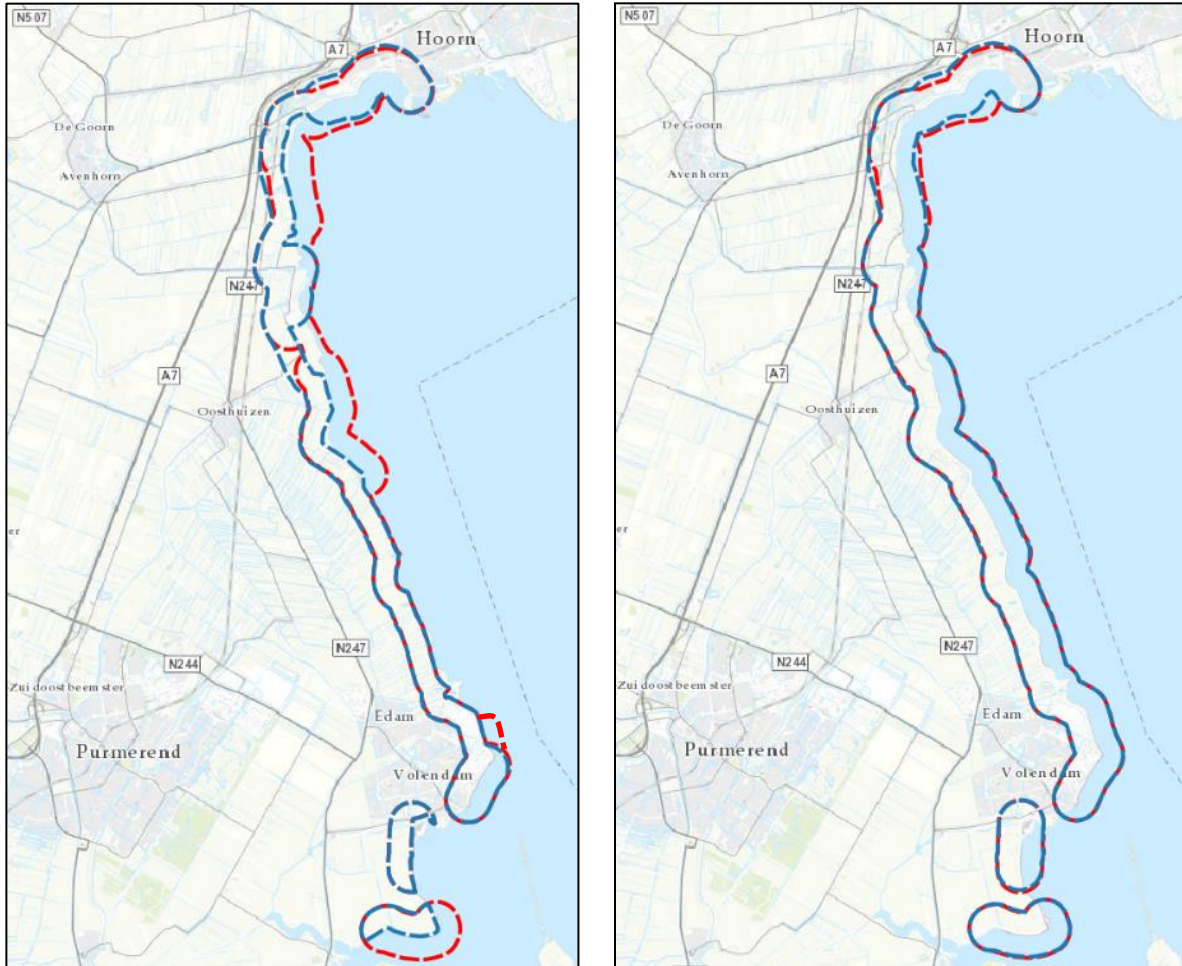 N507
Hoorn
A7
De Goorn
Avenhorn
N247
A7
Oosthuizen
er
N247
N244
Zuidoostbeemster
Edam
Purmerend
Volendam
N507
Hoorn
A7
De Goorn
Avenhorn
N247
A7
Oosthuizen
er
N247
N244
Zuidoostbeemster
Edam
Purmerend
Volendam